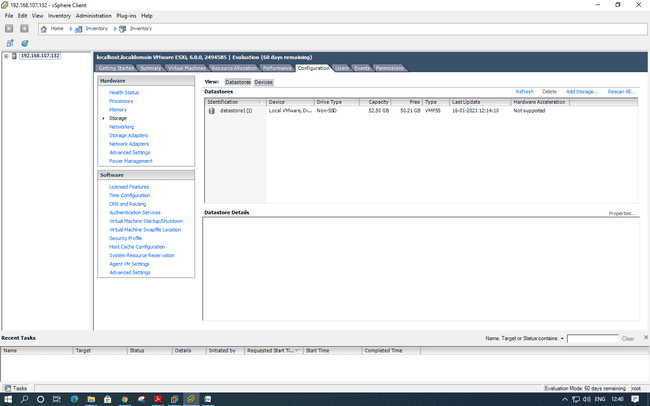 192.168.107.132 - vSphere Client
File Edit View Inventory Administration Plug-ins Help
Home Inventory Inventory
192.168.107.132
localhost.localdomain VMware ESXi, 6.0.0, 2494585 | Evaluation (60 days remaining)
Getting Started Summary Virtual Machines Resource Allocation Performance Configuration Users Events Permissions
Hardware
Health Status
Processors
Memory
Storage
Networking
Storage Adapters
Network Adapters
Advanced Settings
Power Management
Software
Licensed Features
Time Configuration
DNS and Routing
Authentication Services
Virtual Machine Startup/Shutdown
Virtual Machine Swapfile Location
Security Profile
Host Cache Configuration
System Resource Reservation
Agent VM Settings
Advanced Settings
View: Datastores Devices
Datastores Refresh Delete Add Storage... Rescan All...
Identification Device Drive Type Capacity Free Type Last Update Hardware Acceleration
datastore1 (1) Local VMware, Di... Non-SSD 52.50 GB 50.21 GB VMFS5 16-01-2021 12:14:10 Not supported
Datastore Details Properties...
Recent Tasks Name, Target or Status contains: Clear
Name Target Status Details Initiated by Requested Start Ti... Start Time Completed Time
Tasks Evaluation Mode: 60 days remaining root
ENG 12:40